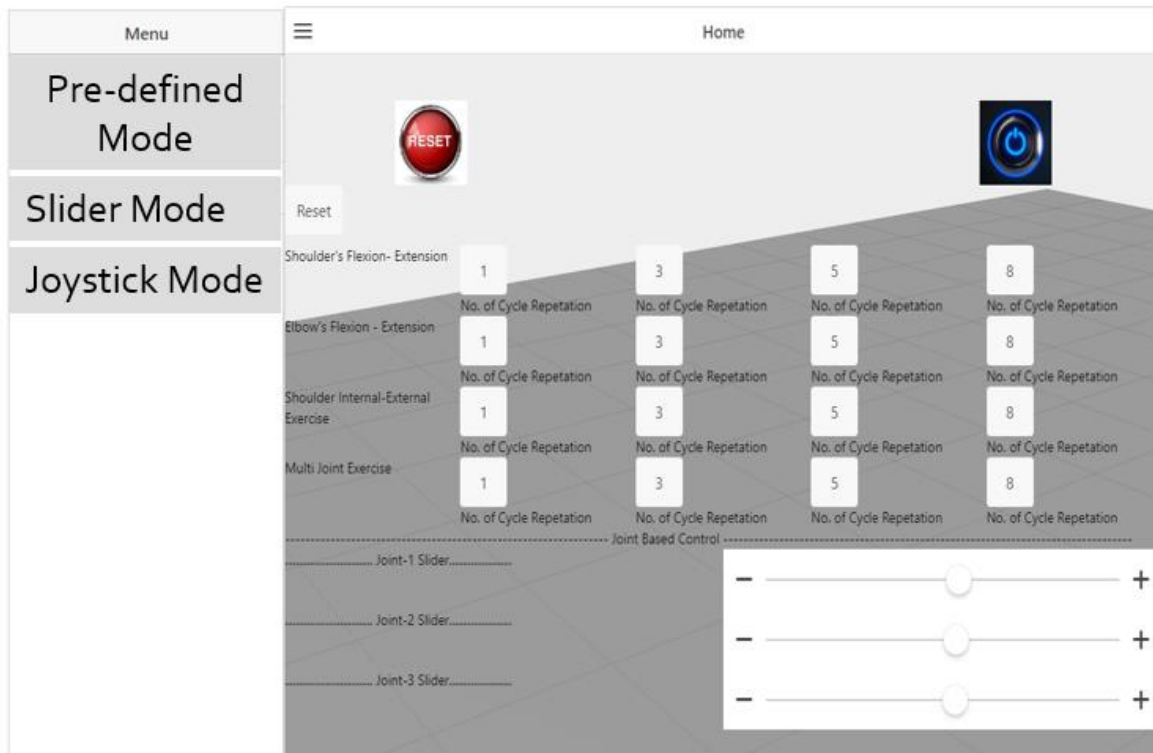 Menu
Home
Pre-defined
Mode
Slider Mode
Joystick Mode
RESET
Reset
Shoulder's Flexion- Extension
1 3 5 8
No. of Cycle Repetation No. of Cycle Repetation No. of Cycle Repetation No. of Cycle Repetation
Elbow's Flexion - Extension
1 3 5 8
No. of Cycle Repetation No. of Cycle Repetation No. of Cycle Repetation No. of Cycle Repetation
Shoulder Internal-External
Exercise
1 3 5 8
No. of Cycle Repetation No. of Cycle Repetation No. of Cycle Repetation No. of Cycle Repetation
Multi Joint Exercise
1 3 5 8
No. of Cycle Repetation No. of Cycle Repetation No. of Cycle Repetation No. of Cycle Repetation
Joint Based Control
Joint-1 Slider
− +
Joint-2 Slider
− +
Joint-3 Slider
− +